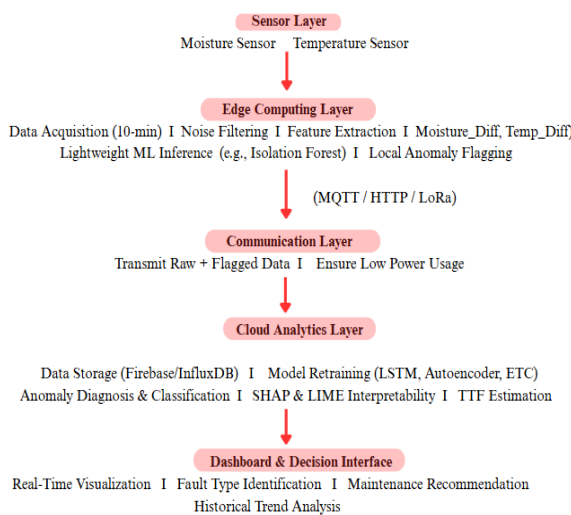 Sensor Layer
Moisture Sensor Temperature Sensor
Edge Computing Layer
Data Acquisition (10-min) I Noise Filtering I Feature Extraction I Moisture_Diff, Temp_Diff)
Lightweight ML Inference (e.g., Isolation Forest) I Local Anomaly Flagging
(MQTT / HTTP / LoRa)
Communication Layer
Transmit Raw + Flagged Data I Ensure Low Power Usage
Cloud Analytics Layer
Data Storage (Firebase/InfluxDB) I Model Retraining (LSTM, Autoencoder, ETC)
Anomaly Diagnosis & Classification I SHAP & LIME Interpretability I TTF Estimation
Dashboard & Decision Interface
Real-Time Visualization I Fault Type Identification I Maintenance Recommendation
Historical Trend Analysis